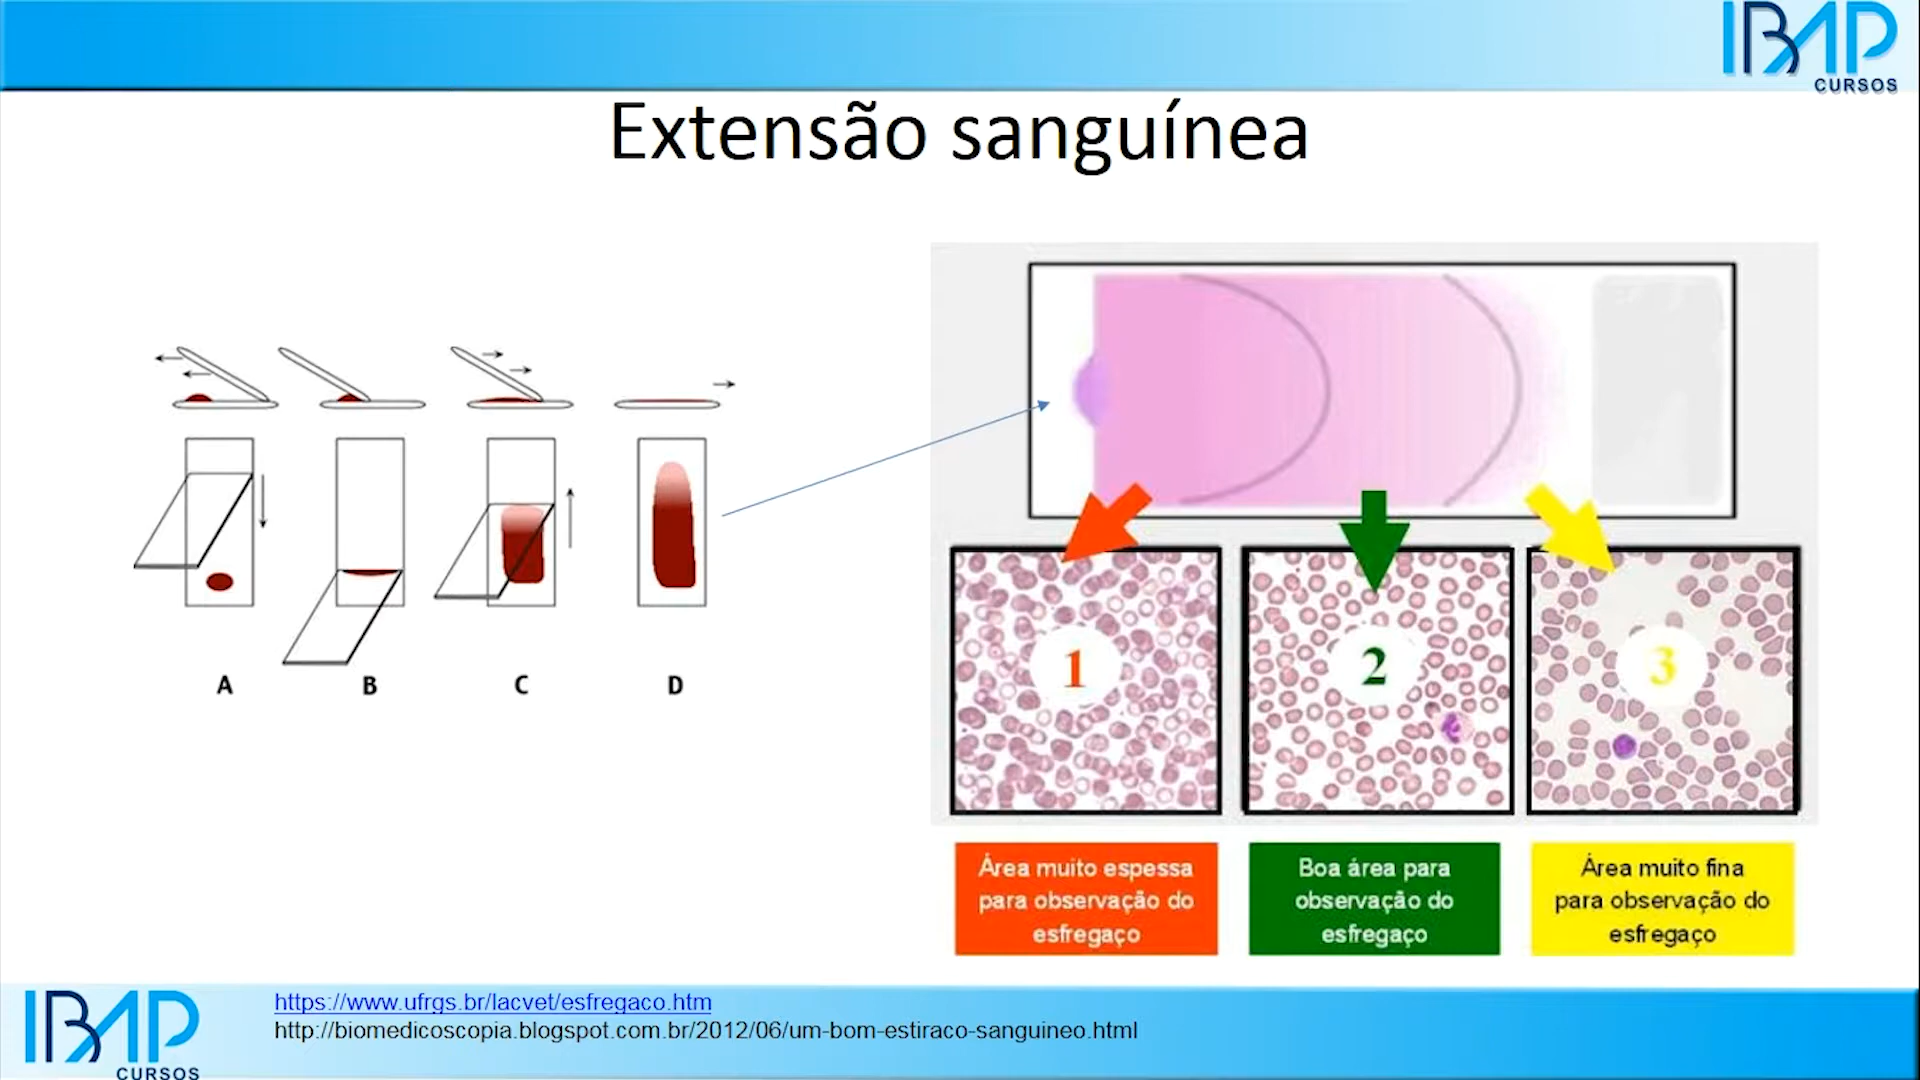 IBAP
CURSOS
Extensão sanguínea
A
B
C
D
1
2
3
Área muito espessa
para observação do
esfregaço
Boa área para
observação do
esfregaço
Área muito fina
para observação do
esfregaço
IBAP
CURSOS
https://www.ufrgs.br/lacvet/esfregaco.htm
http://biomedicoscopia.blogspot.com.br/2012/06/um-bom-estiraco-sanguineo.html